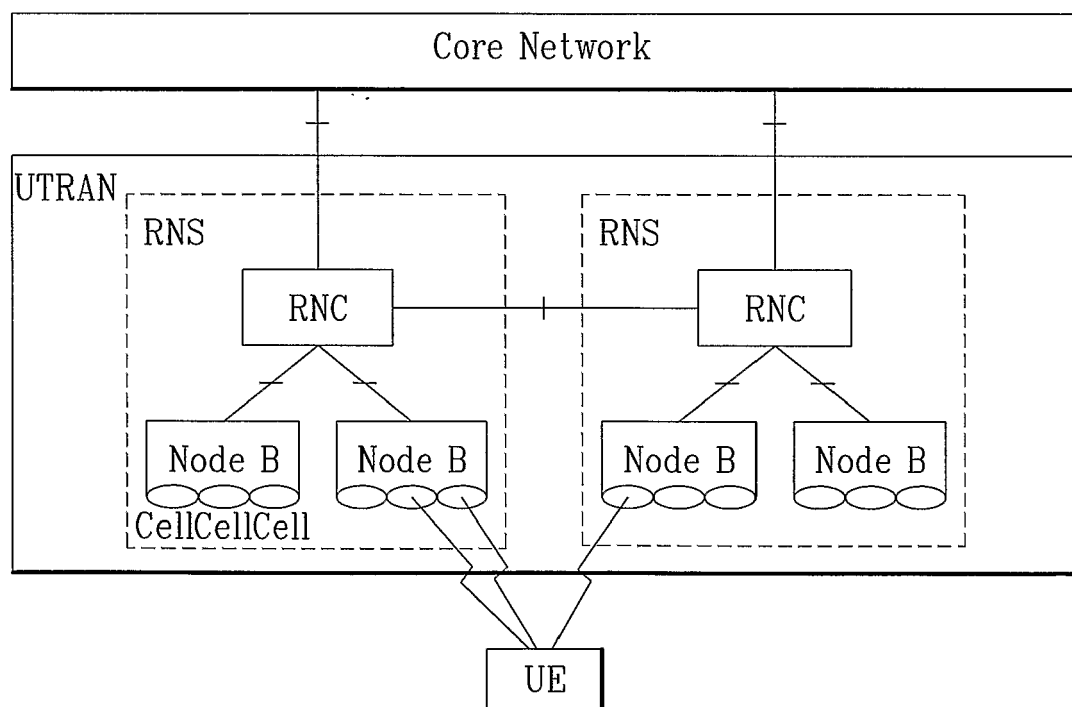 Core Network
UTRAN
RNS
RNS
RNC
RNC
Node B
Node B
Node B
Node B
CellCellCell
UE